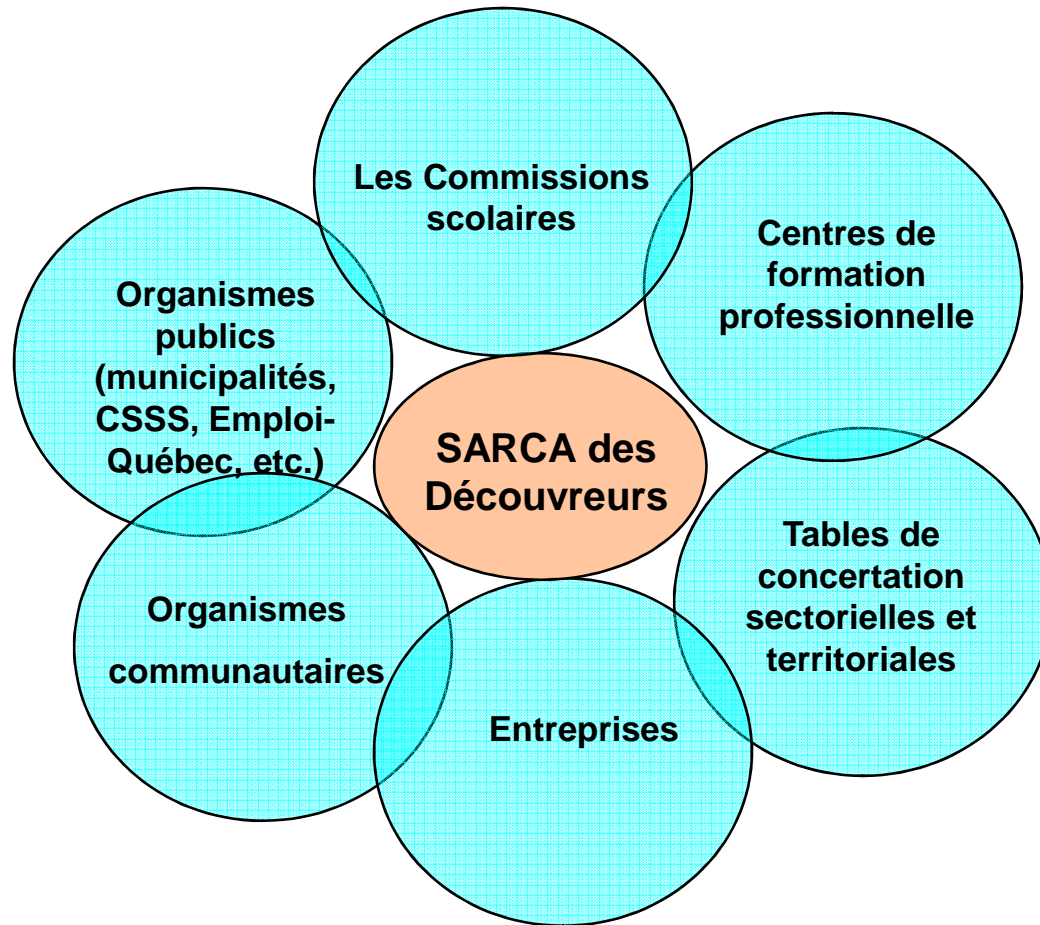 Les Commissions
scolaires
Centres de
formation
professionnelle
Organismes
publics
(municipalités,
CSSS, Emploi-
Québec, etc.)
SARCA des
Découvreurs
Tables de
concertation
sectorielles et
territoriales
Organismes
communautaires
Entreprises